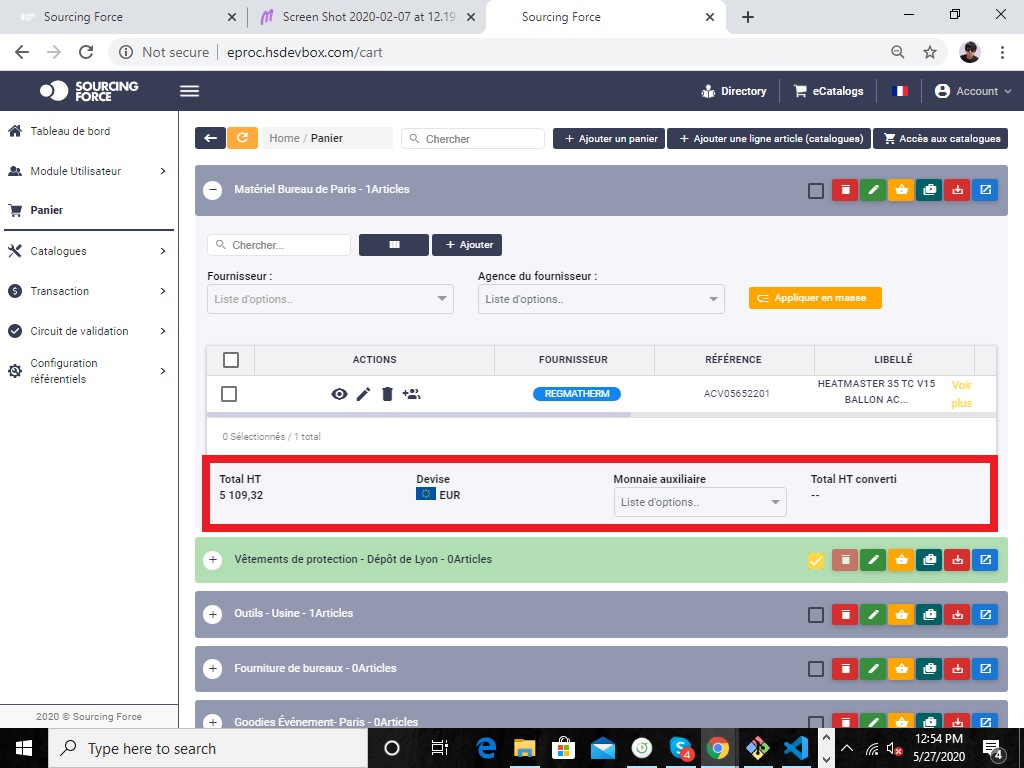 Sourcing Force
Screen Shot 2020-02-07 at 12.19
Sourcing Force
Not secure
eproc.hsdevbox.com/cart
SOURCING
FORCE
Directory
eCatalogs
Account
Tableau de bord
Module Utilisateur
Panier
Catalogues
Transaction
Circuit de validation
Configuration
référentiels
2020 © Sourcing Force
Home / Panier
Chercher
+ Ajouter un panier
+ Ajouter une ligne article (catalogues)
Accès aux catalogues
Matériel Bureau de Paris - 1Articles
Chercher...
+ Ajouter
Fournisseur :
Liste d'options..
Agence du fournisseur :
Liste d'options..
Appliquer en masse
ACTIONS
FOURNISSEUR
RÉFÉRENCE
LIBELLÉ
REGMATHERM
ACV05652201
HEATMASTER 35 TC V15
BALLON AC...
Voir
plus
0 Sélectionnés / 1 total
Total HT
5 109,32
Devise
EUR
Monnaie auxiliaire
Liste d'options..
Total HT converti
--
Vêtements de protection - Dépôt de Lyon - 0Articles
Outils - Usine - 1Articles
Fourniture de bureaux - 0Articles
Goodies Événement- Paris - 0Articles
Type here to search
4
12:54 PM
5/27/2020
4